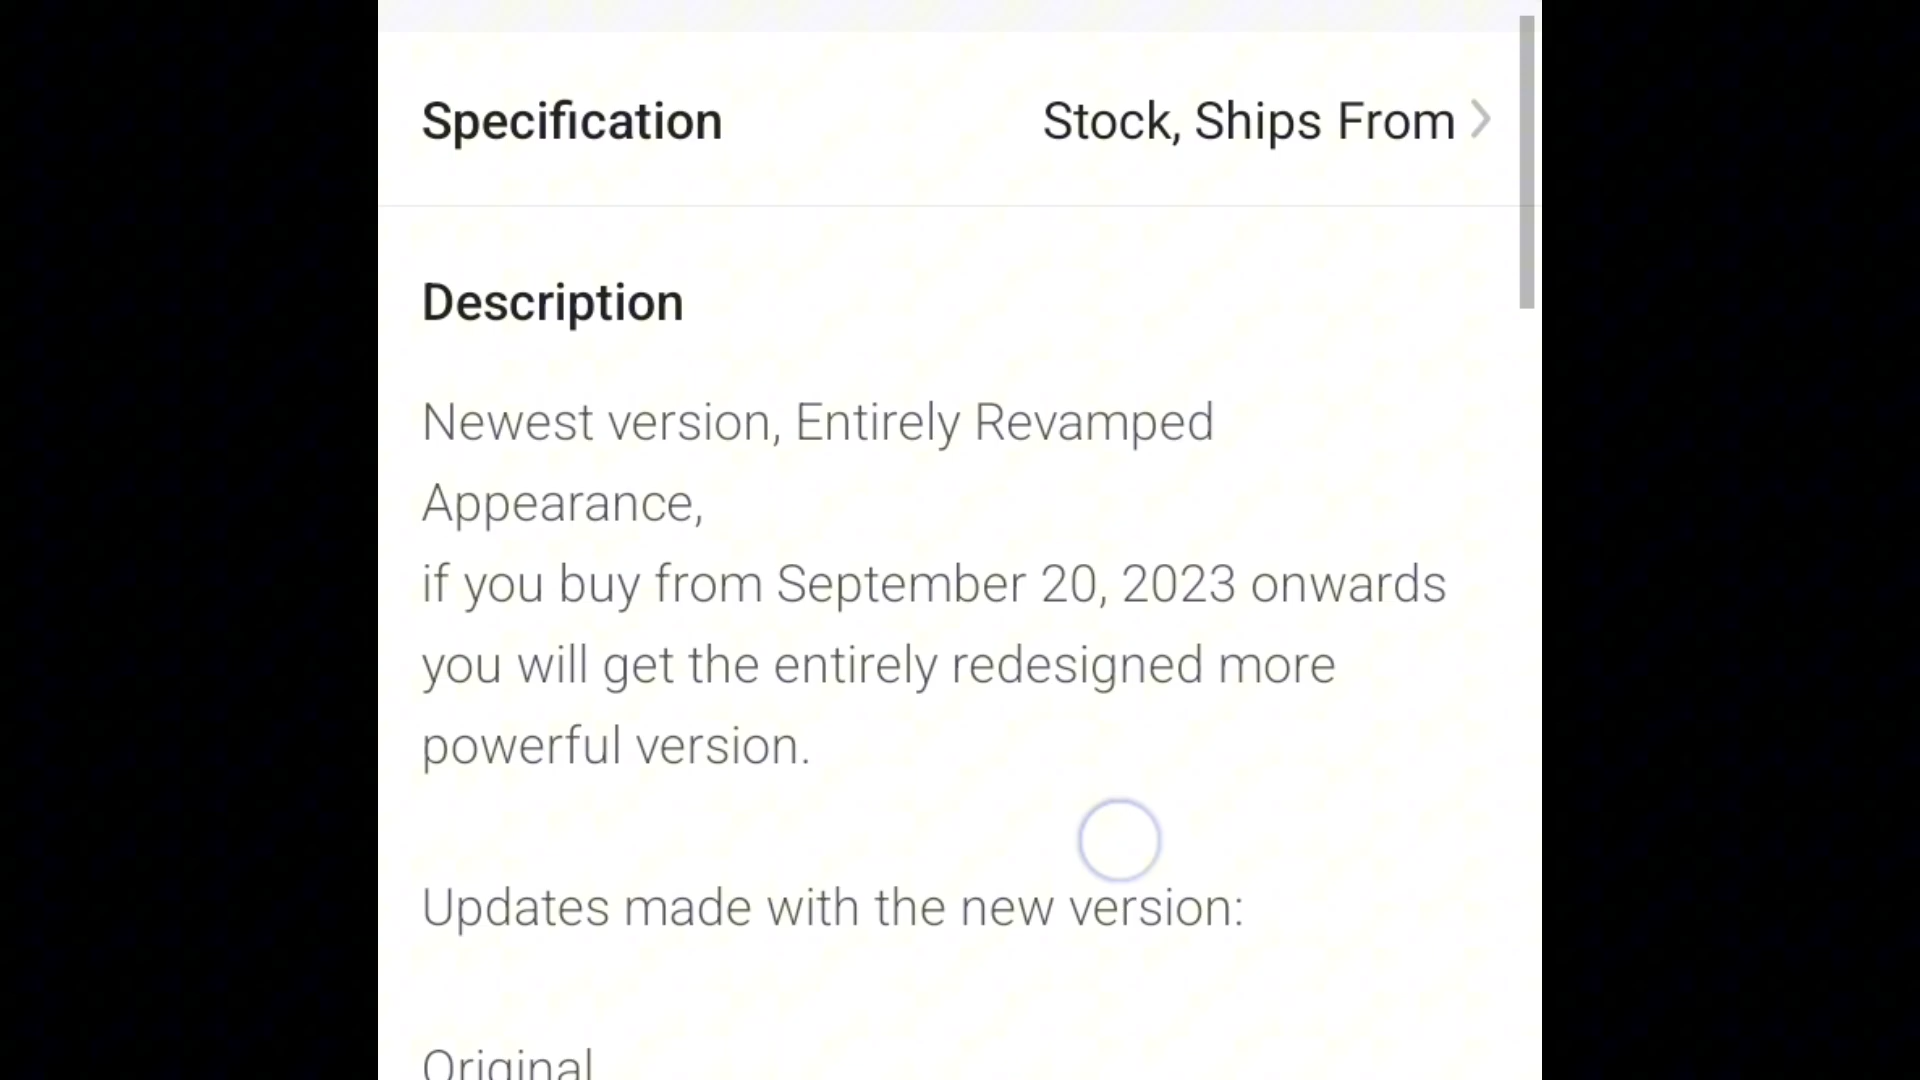 Specification
Stock, Ships From
Description
Newest version, Entirely Revamped
Appearance,
if you buy from September 20, 2023 onwards
you will get the entirely redesigned more
powerful version.
Updates made with the new version:
Original